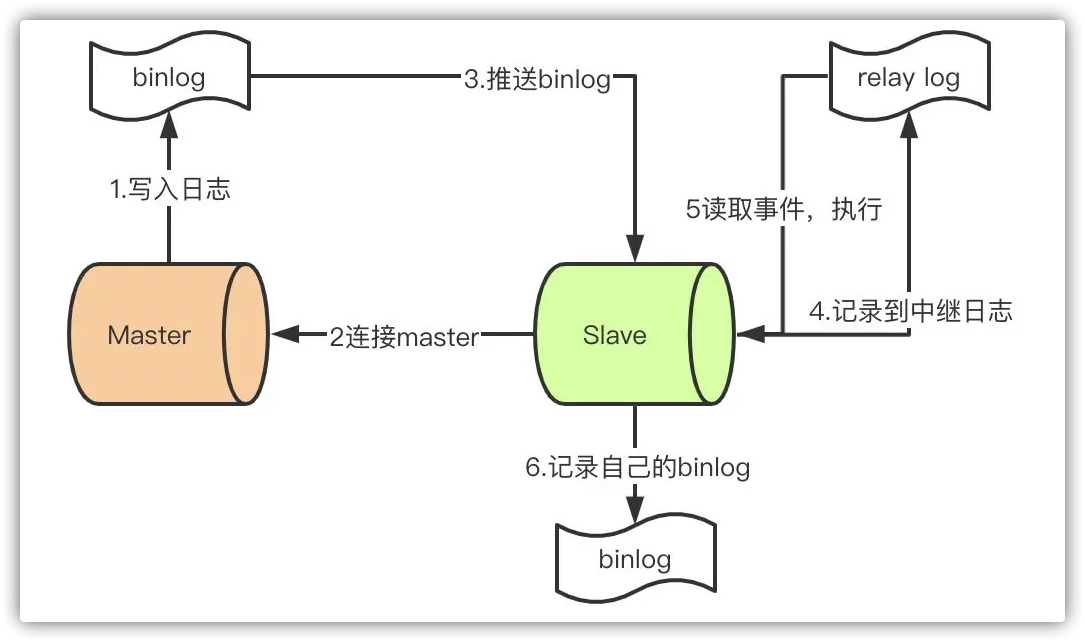 binlog
3.推送binlog
relay log
1.写入日志
5读取事件，执行
4.记录到中继日志
Master
2连接master
Slave
6.记录自己的binlog
binlog